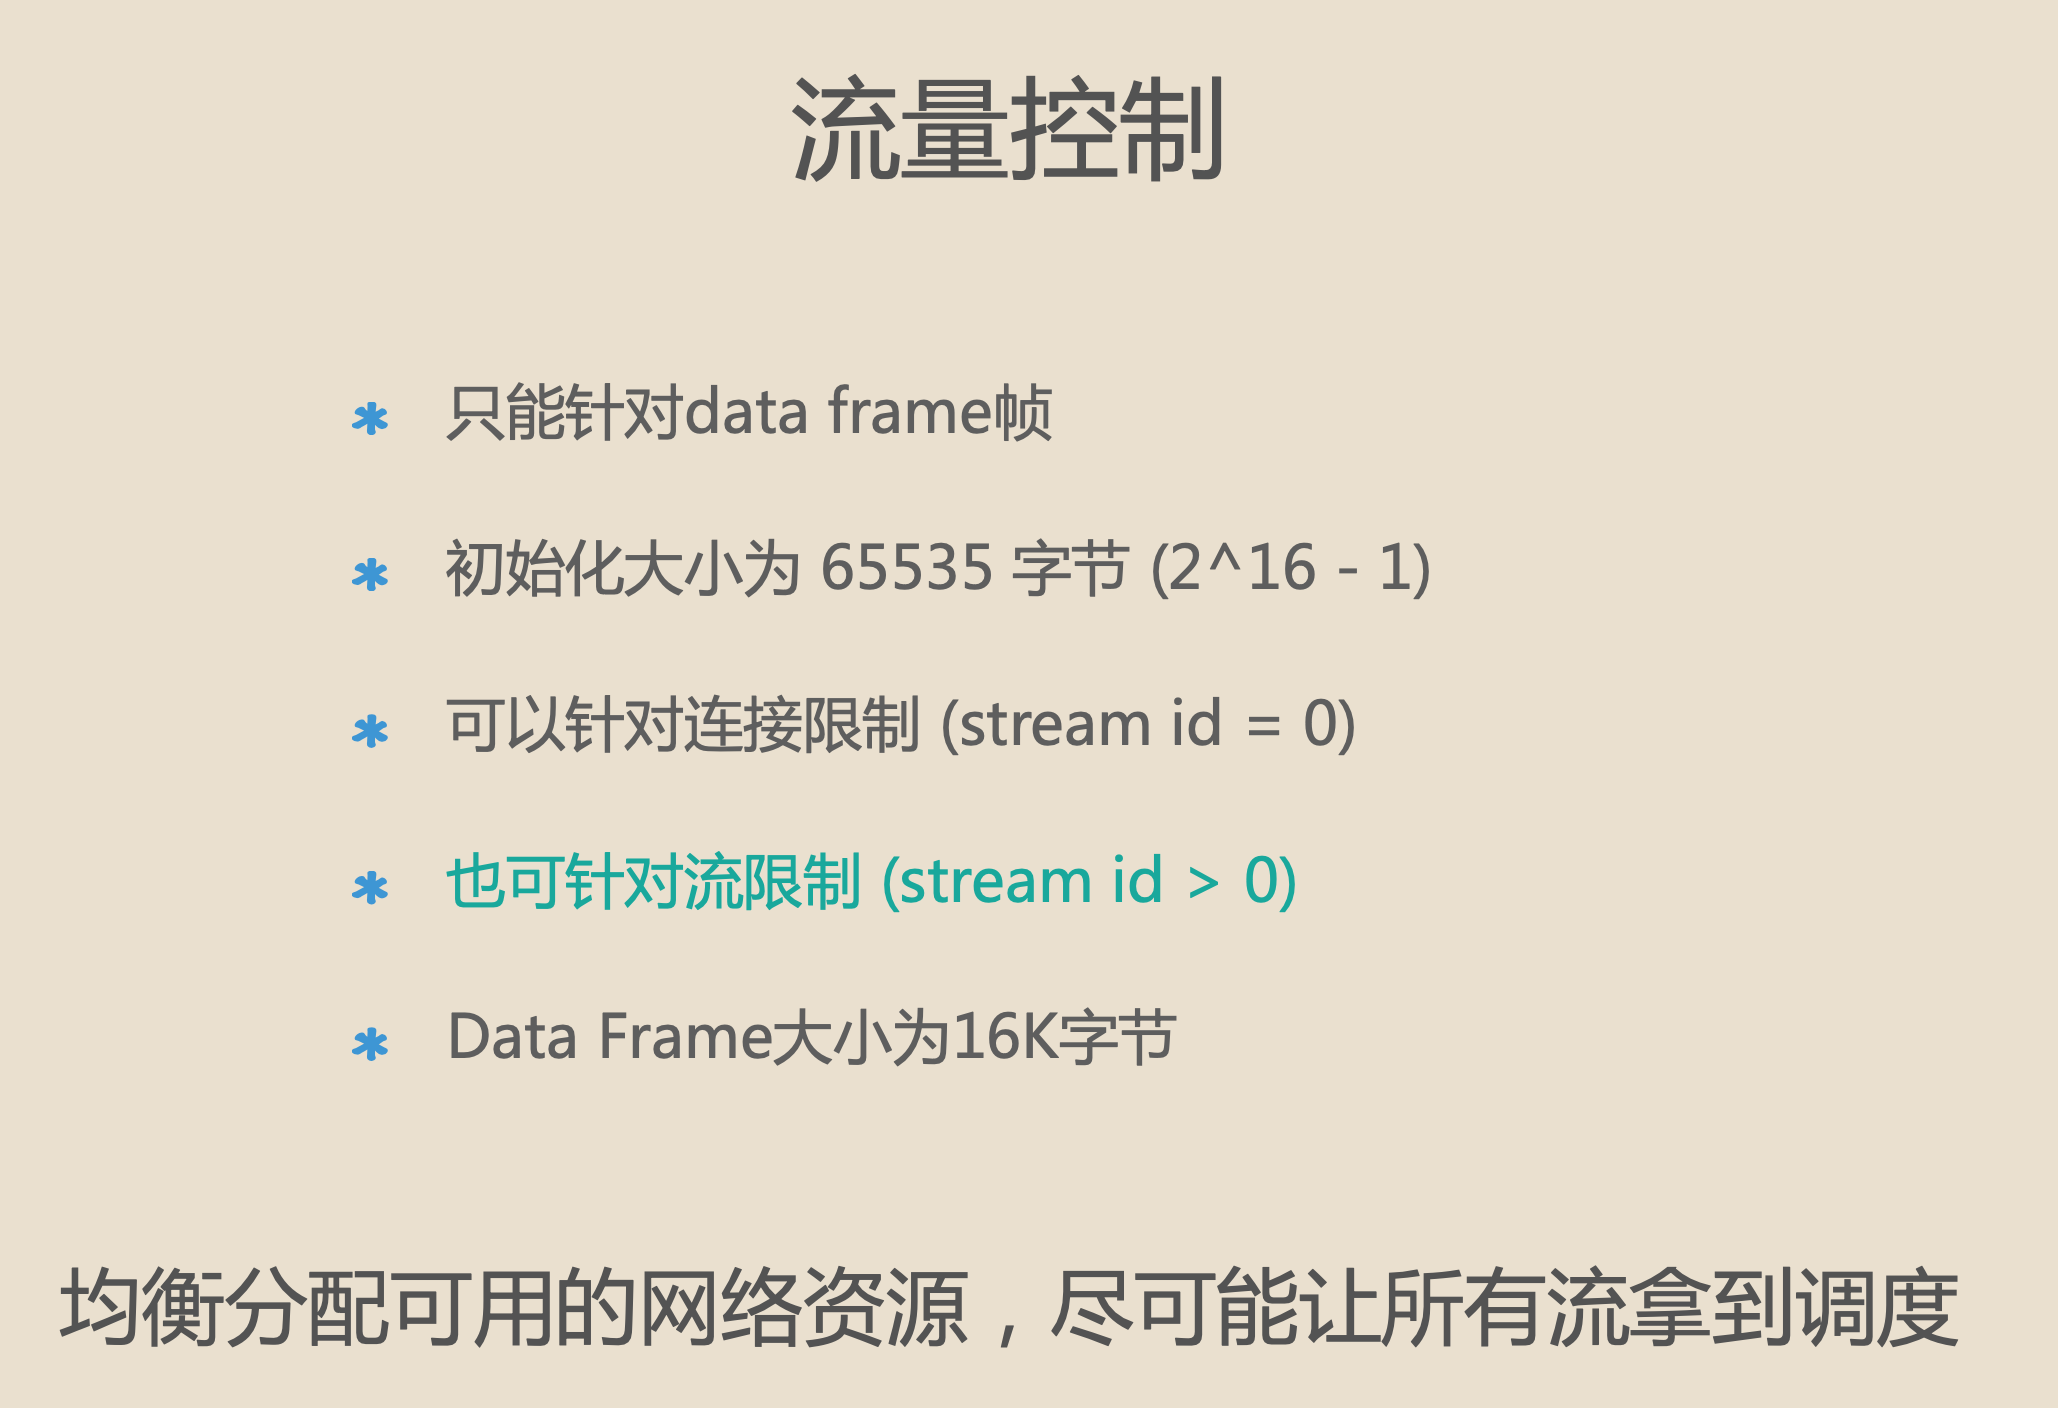 流量控制
只能针对data frame帧
初始化大小为 65535 字节 (2^16 - 1)
可以针对连接限制 (stream id = 0)
也可针对流限制 (stream id > 0)
Data Frame大小为16K字节
均衡分配可用的网络资源，尽可能让所有流拿到调度